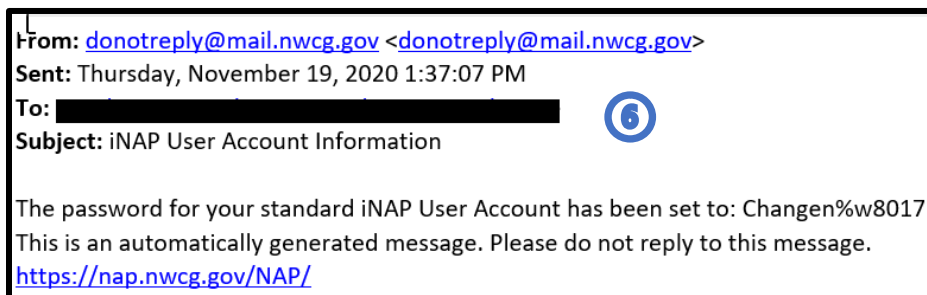 From: donotreply@mail.nwcg.gov <donotreply@mail.nwcg.gov>
Sent: Thursday, November 19, 2020 1:37:07 PM
To:
6
Subject: iNAP User Account Information
The password for your standard iNAP User Account has been set to: Changen%w8017
This is an automatically generated message. Please do not reply to this message.
https://nap.nwcg.gov/NAP/